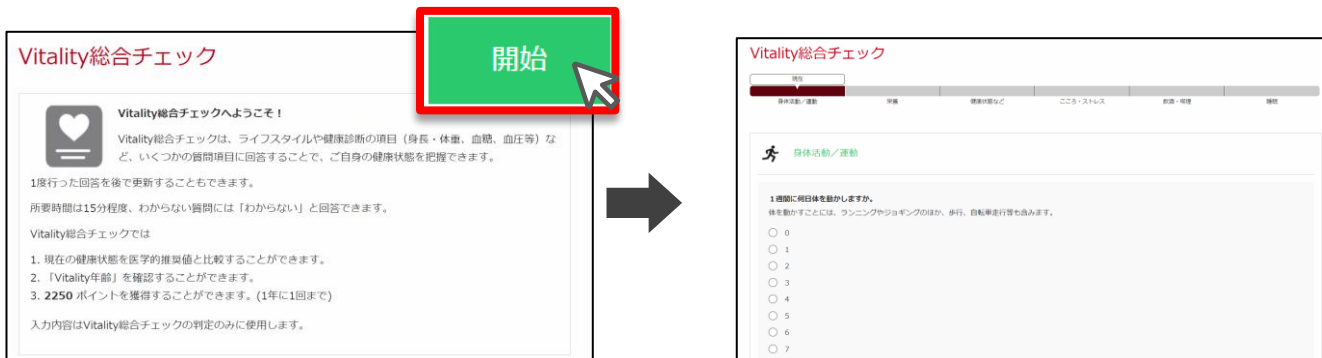 Vitality総合チェック
開始
Vitality総合チェックへようこそ!
Vitality総合チェックは、ライフスタイルや健康診断の項目（身長・体重、血糖、血圧等）な
ど、いくつかの質問項目に回答することで、ご自身の健康状態を把握できます。
1度行った回答を後で更新することもできます。
所要時間は15分程度、わからない質問には「わからない」と回答できます。
Vitality総合チェックでは
1. 現在の健康状態を医学的推奨値と比較することができます。
2. 「Vitality年齢」を確認することができます。
3. 2250 ポイントを獲得することができます。(1年に1回まで)
入力内容はVitality総合チェックの判定のみに使用します。
Vitality総合チェック
現在
身体活動／運動 栄養 健康状態など こころ・ストレス 飲酒・喫煙 睡眠
身体活動／運動
1週間に何日体を動かしますか。
体を動かすことには、ランニングやジョギングのほか、歩行、自転車走行等も含みます。
0
1
2
3
4
5
6
7